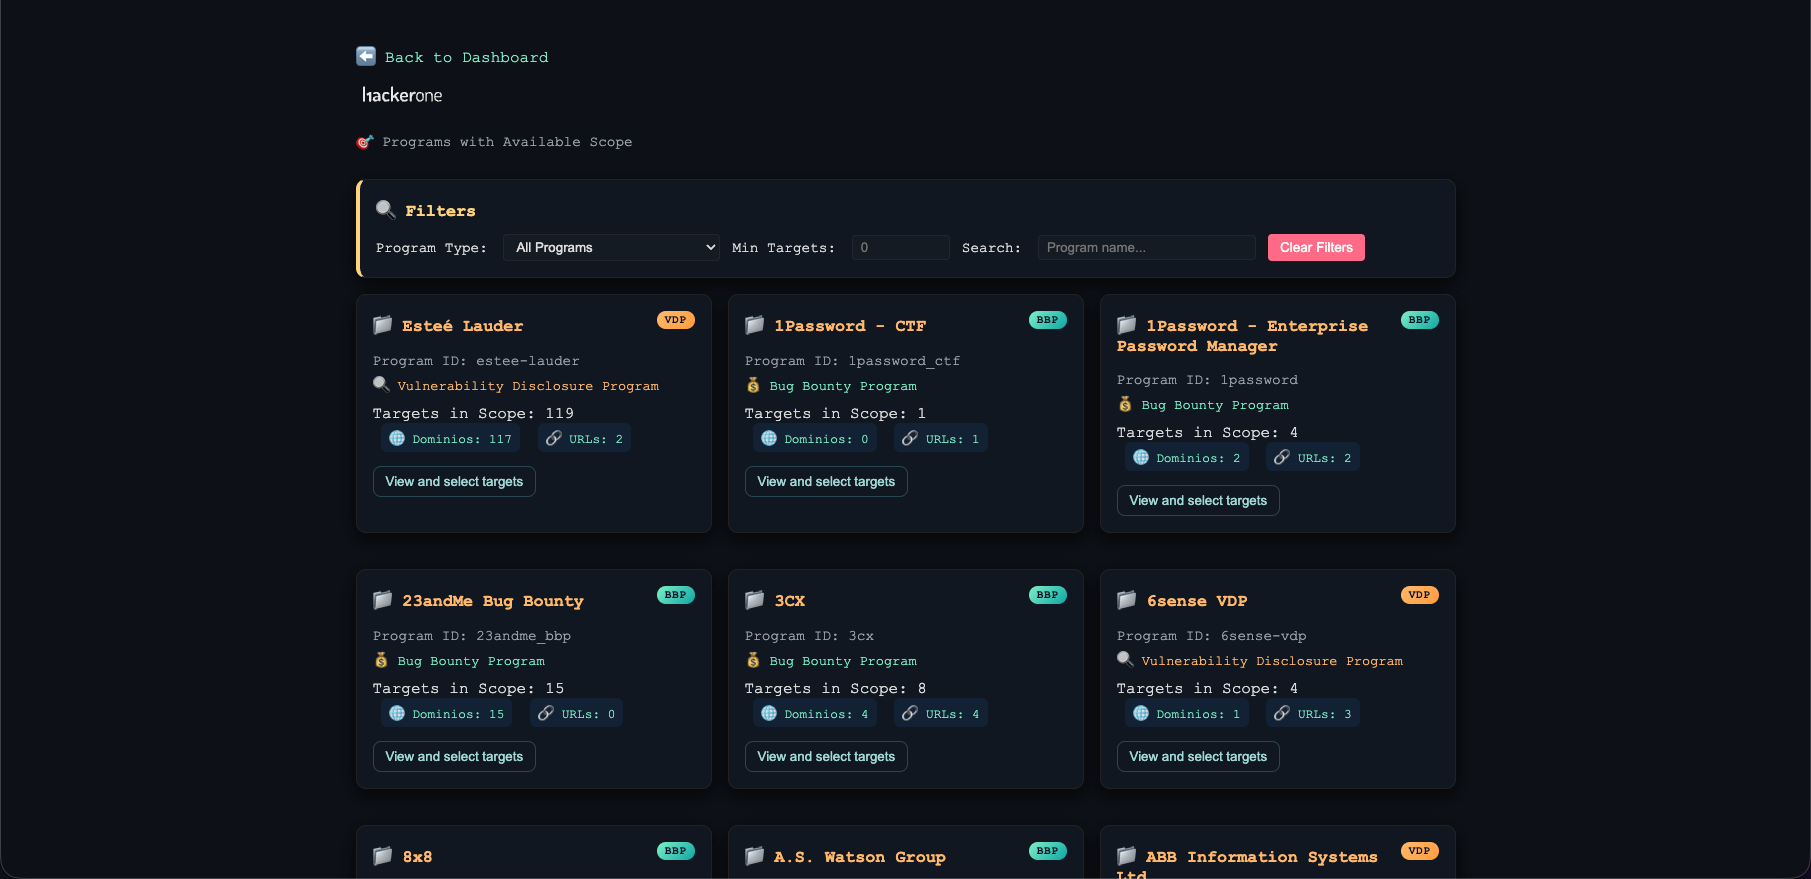 Back to Dashboard
hackerone
Programs with Available Scope
Filters
Program Type: All Programs Min Targets: 0 Search: Program name... Clear Filters
Esteé Lauder VDP
Program ID: estee-lauder
Vulnerability Disclosure Program
Targets in Scope: 119
Dominios: 117 URLs: 2
View and select targets
1Password - CTF BBP
Program ID: 1password_ctf
Bug Bounty Program
Targets in Scope: 1
Dominios: 0 URLs: 1
View and select targets
1Password - Enterprise BBP
Password Manager
Program ID: 1password
Bug Bounty Program
Targets in Scope: 4
Dominios: 2 URLs: 2
View and select targets
23andMe Bug Bounty BBP
Program ID: 23andme_bbp
Bug Bounty Program
Targets in Scope: 15
Dominios: 15 URLs: 0
View and select targets
3CX BBP
Program ID: 3cx
Bug Bounty Program
Targets in Scope: 8
Dominios: 4 URLs: 4
View and select targets
6sense VDP VDP
Program ID: 6sense-vdp
Vulnerability Disclosure Program
Targets in Scope: 4
Dominios: 1 URLs: 3
View and select targets
8x8 BBP
A.S. Watson Group BBP
ABB Information Systems VDP
Ltd